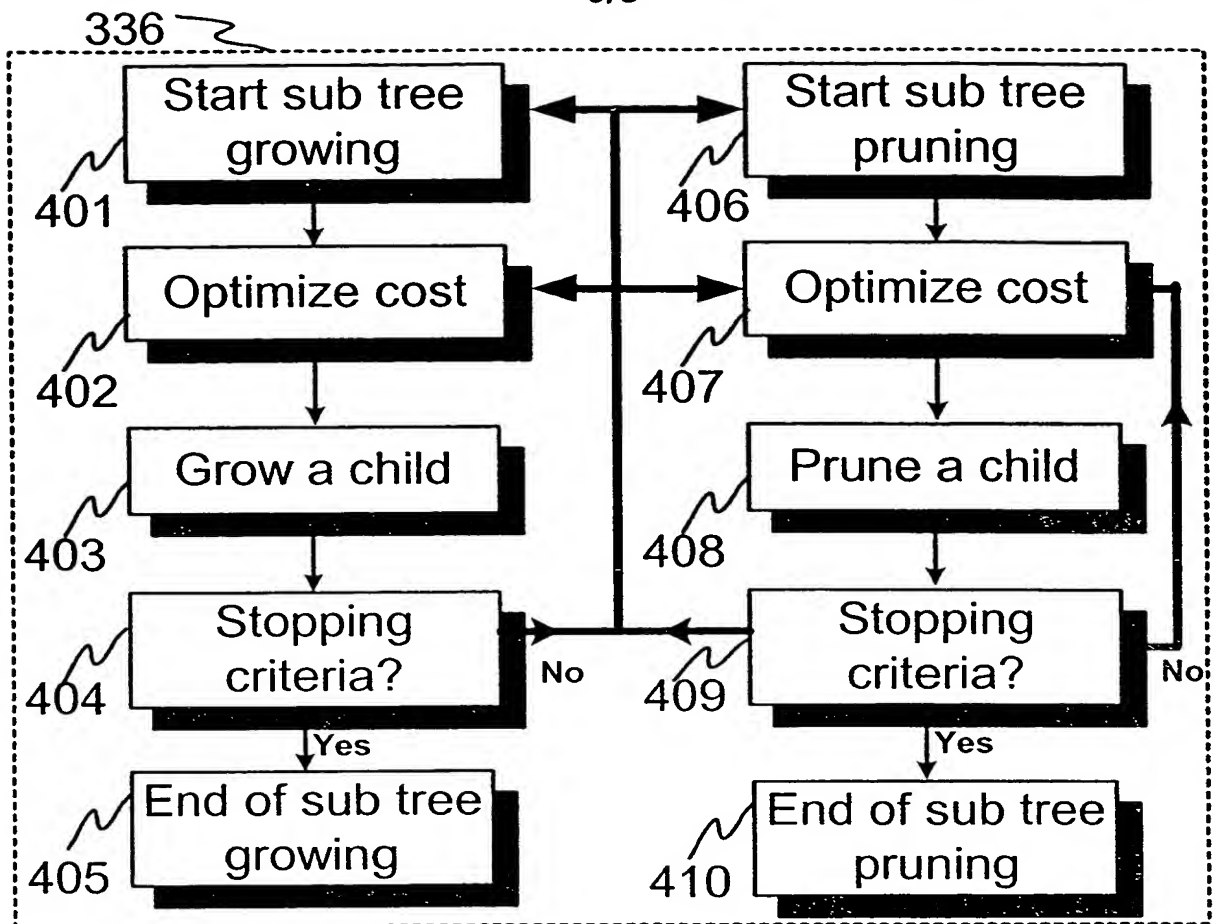 336
Start sub tree
growing
401
Optimize cost
402
Grow a child
403
Stopping
criteria?
404
No
Yes
End of sub tree
growing
405
Start sub tree
pruning
406
Optimize cost
407
Prune a child
408
Stopping
criteria?
409
No
Yes
End of sub tree
pruning
410